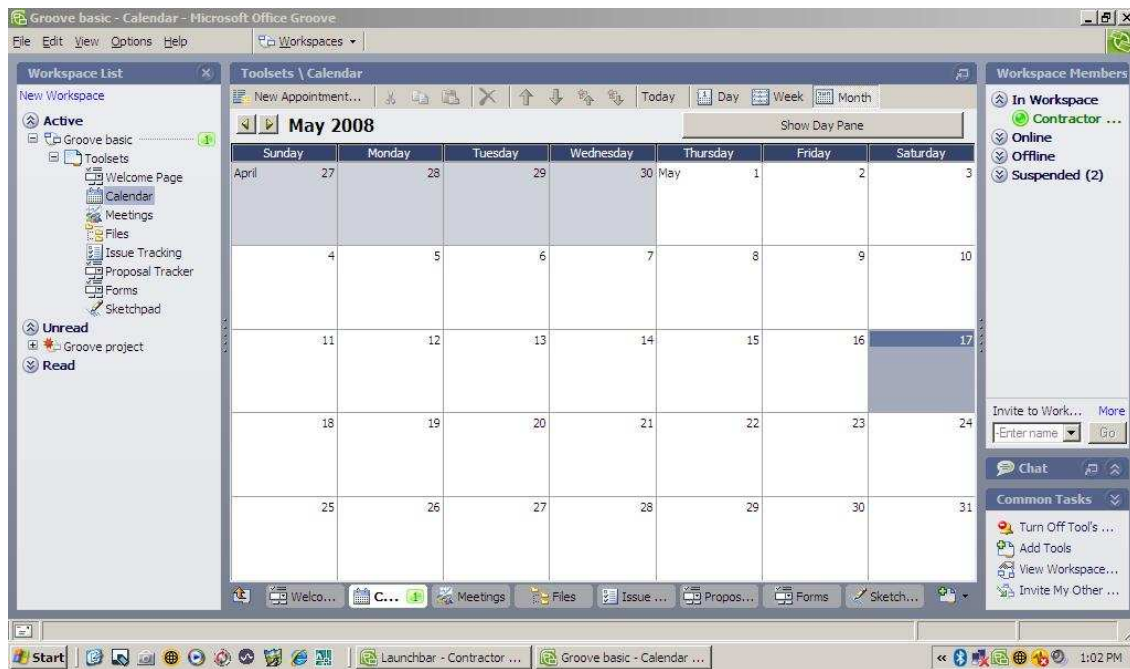 Groove basic - Calendar - Microsoft Office Groove
File Edit View Options Help Workspaces
Workspace List
New Workspace
Active
Groove basic 1
Toolsets
Welcome Page
Calendar
Meetings
Files
Issue Tracking
Proposal Tracker
Forms
Sketchpad
Unread
Groove project
Read
Toolsets \ Calendar
New Appointment... Today Day Week Month
May 2008 Show Day Pane
Sunday Monday Tuesday Wednesday Thursday Friday Saturday
April 27 28 29 30 May 1 2 3
4 5 6 7 8 9 10
11 12 13 14 15 16 17
18 19 20 21 22 23 24
25 26 27 28 29 30 31
Welco... C... 1 Meetings Files Issue ... Propos... Forms Sketch...
Workspace Members
In Workspace
Contractor ...
Online
Offline
Suspended (2)
Invite to Work... More
-Enter name Go
Chat
Common Tasks
Turn Off Tool's ...
Add Tools
View Workspace...
Invite My Other ...
Start Launchbar - Contractor ... Groove basic - Calendar ... 1:02 PM